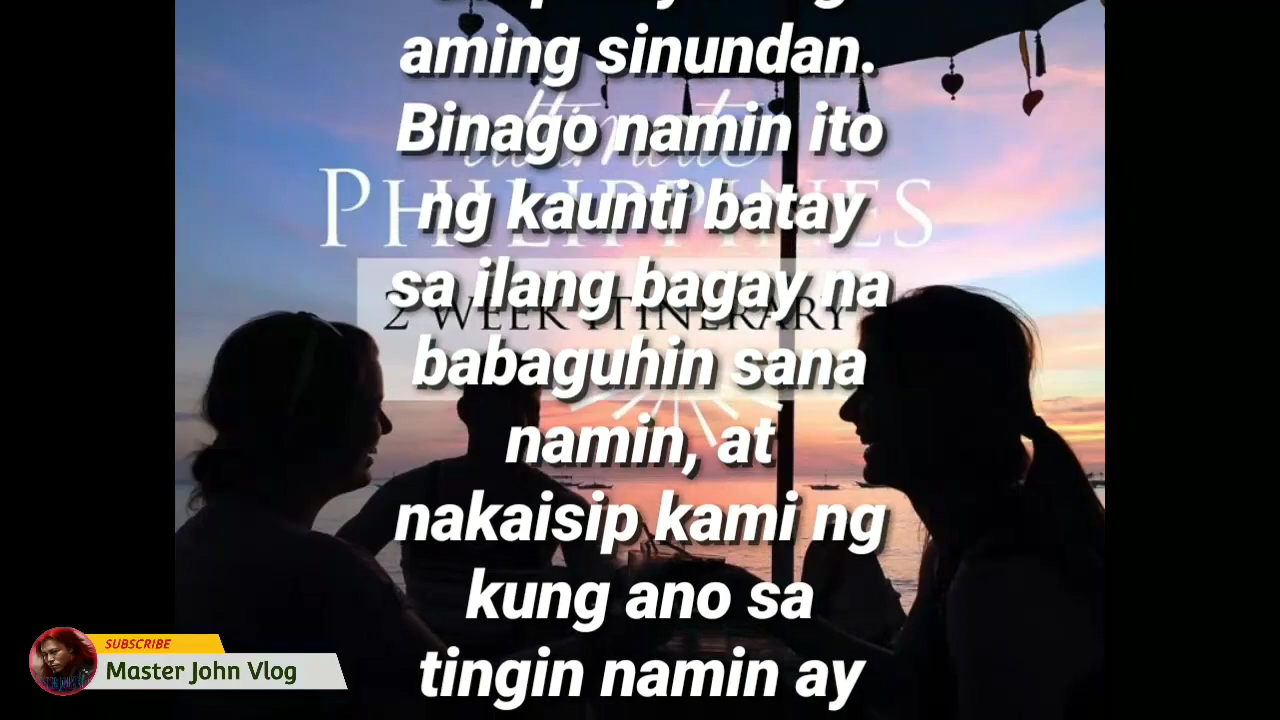 aming sinundan.
Binago namin ito
ng kaunti batay
sa ilang bagay na
babaguhin sana
namin, at
nakaisip kami ng
kung ano sa
tingin namin ay
ultimate
PHILIPPINES
2 WEEK ITINERARY
SUBSCRIBE
Master John Vlog